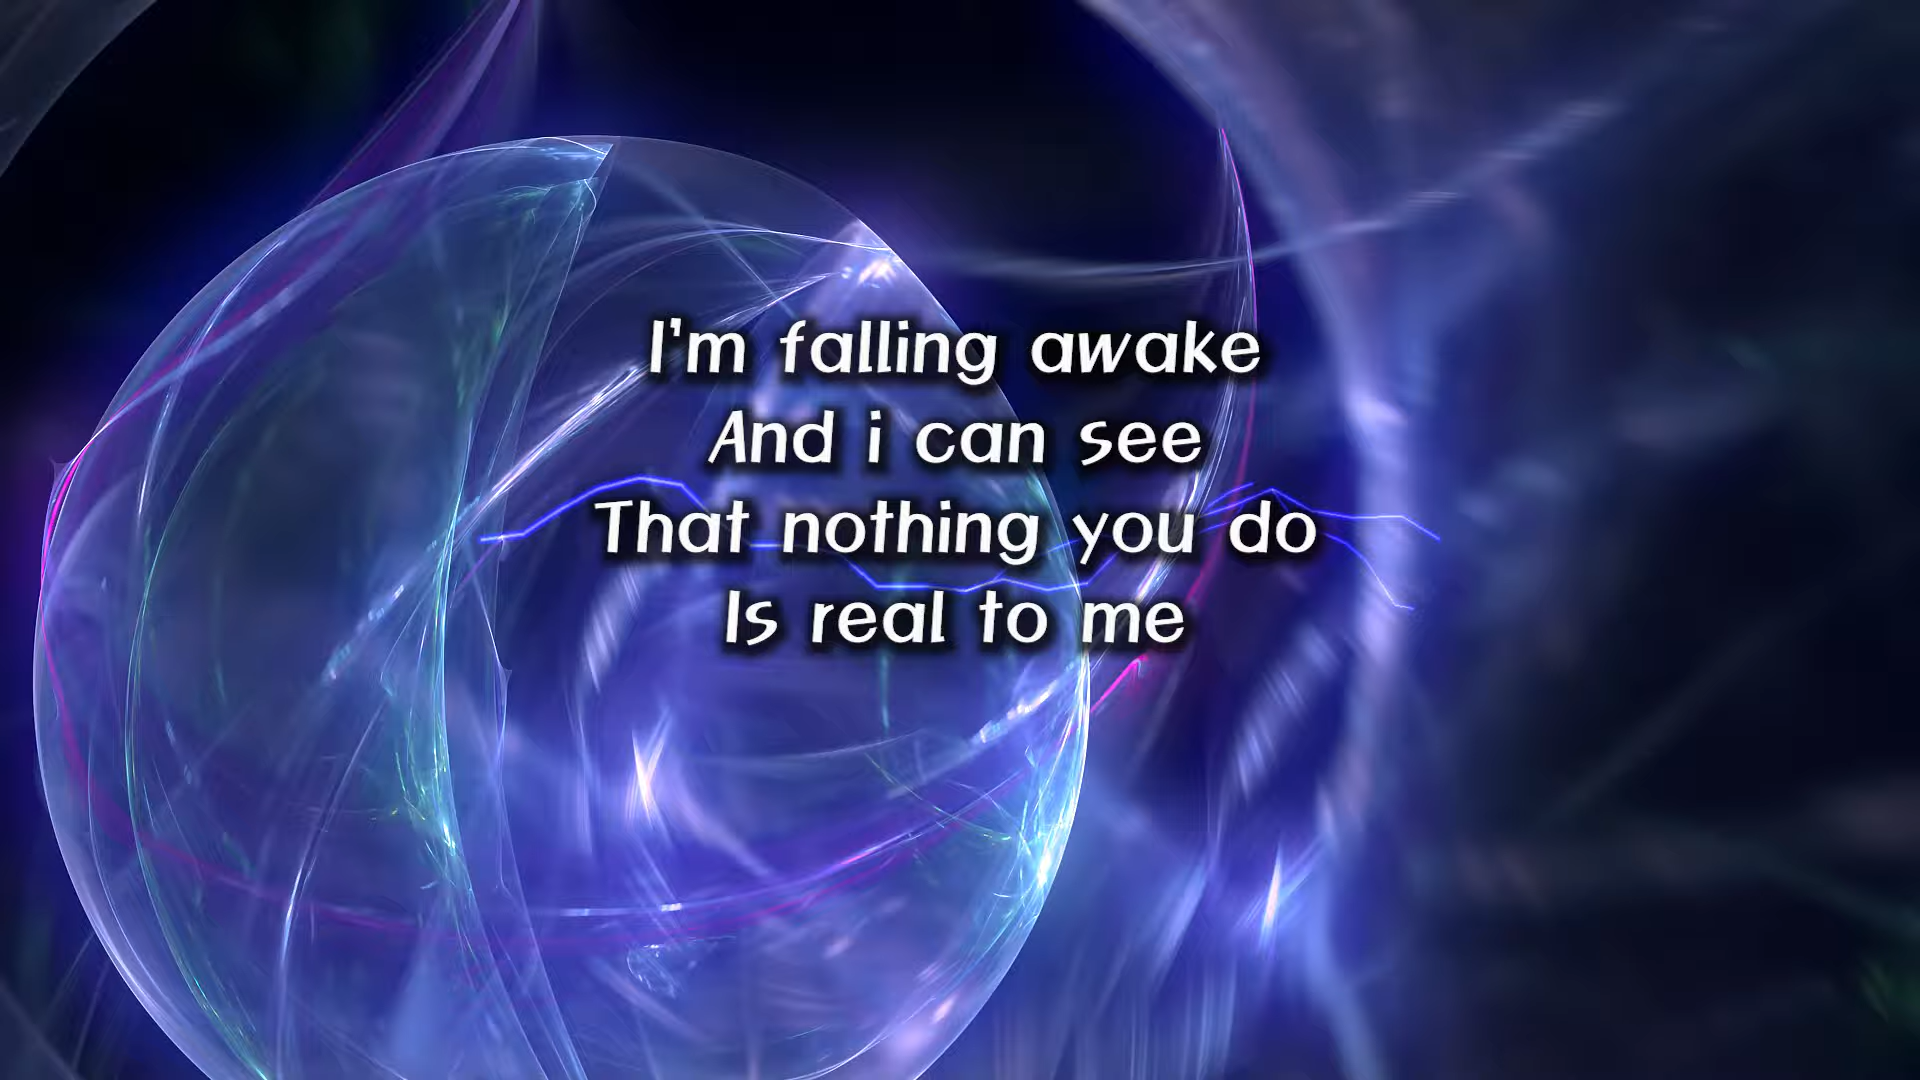 I'm falling awake
And i can see
That nothing you do
Is real to me